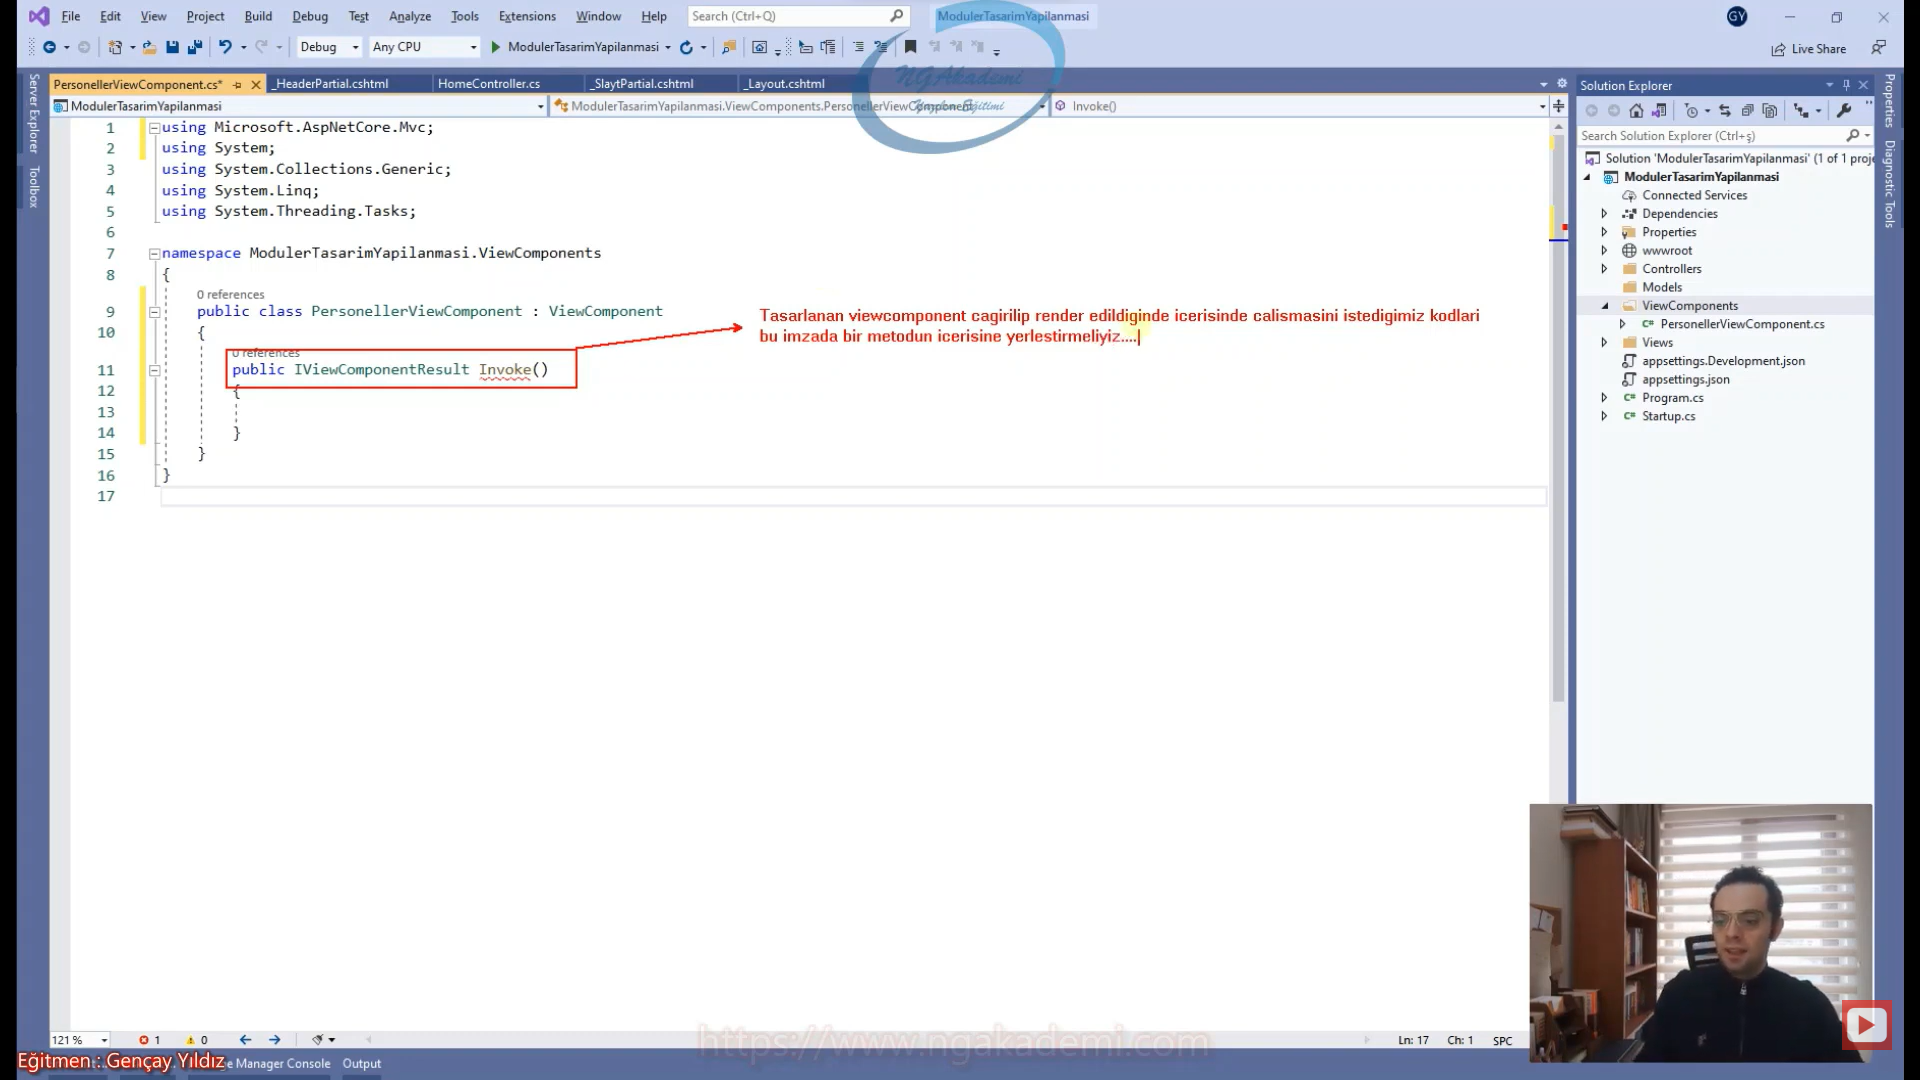 File Edit View Project Build Debug Test Analyze Tools Extensions Window Help Search (Ctrl+Q) ModulerTasarimYapilanmasi GY
Debug Any CPU ModulerTasarimYapilanmasi Live Share
NGAkademi
Yazılım Eğitimi
PersonellerViewComponent.cs* _HeaderPartial.cshtml HomeController.cs _SlaytPartial.cshtml _Layout.cshtml
ModulerTasarimYapilanmasi ModulerTasarimYapilanmasi.ViewComponents.PersonellerViewComponent Invoke()
Server Explorer
Toolbox
1 using Microsoft.AspNetCore.Mvc;
2 using System;
3 using System.Collections.Generic;
4 using System.Linq;
5 using System.Threading.Tasks;
6
7 namespace ModulerTasarimYapilanmasi.ViewComponents
8 {
0 references
9 public class PersonellerViewComponent : ViewComponent
10 {
0 references
11 public IViewComponentResult Invoke()
12 {
13
14 }
15 }
16 }
17
Tasarlanan viewcomponent cagirilip render edildiginde icerisinde calismasini istedigimiz kodlari
bu imzada bir metodun icerisine yerlestirmeliyiz....
Solution Explorer
Search Solution Explorer (Ctrl+ş)
Solution 'ModulerTasarimYapilanmasi' (1 of 1 proje
ModulerTasarimYapilanmasi
Connected Services
Dependencies
Properties
wwwroot
Controllers
Models
ViewComponents
PersonellerViewComponent.cs
Views
appsettings.Development.json
appsettings.json
Program.cs
Startup.cs
Properties
Diagnostic Tools
121 % 1 0 Ln: 17 Ch: 1 SPC
https://www.ngakademi.com
Eğitmen : Gençay Yıldız
e Manager Console Output